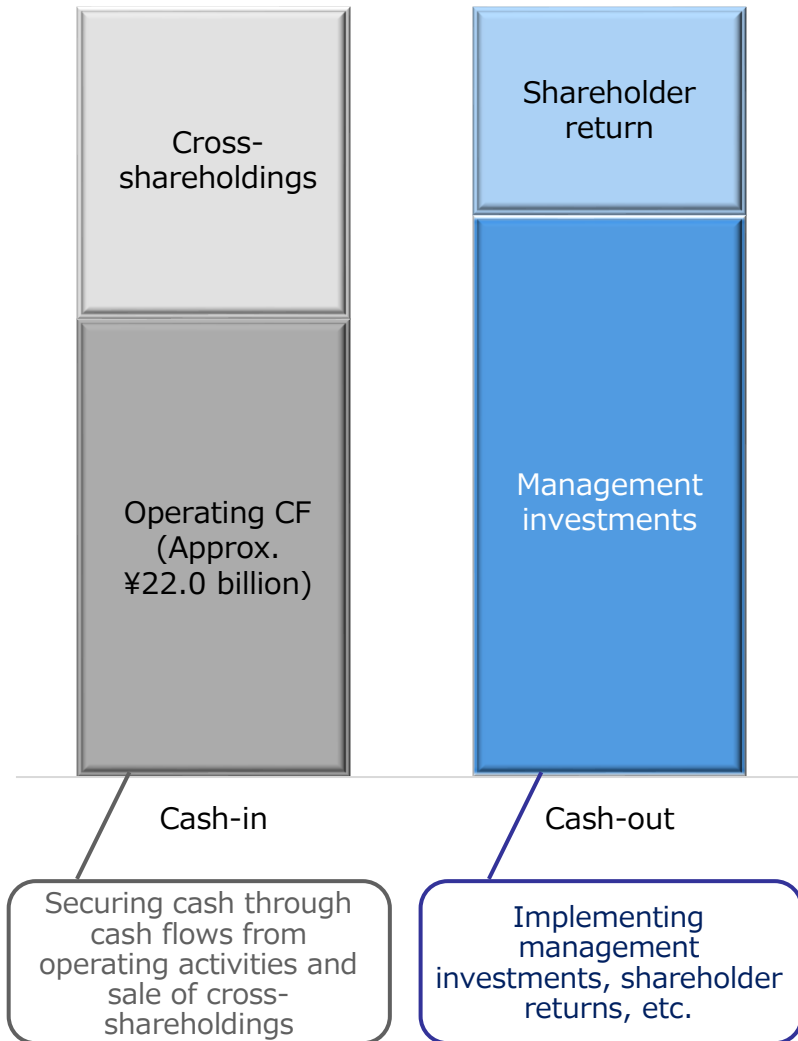 Cross-
shareholdings
Operating CF
(Approx.
¥22.0 billion)
Shareholder
return
Management
investments
Cash-in
Cash-out
Securing cash through
cash flows from
operating activities and
sale of cross-
shareholdings
Implementing
management
investments, shareholder
returns, etc.